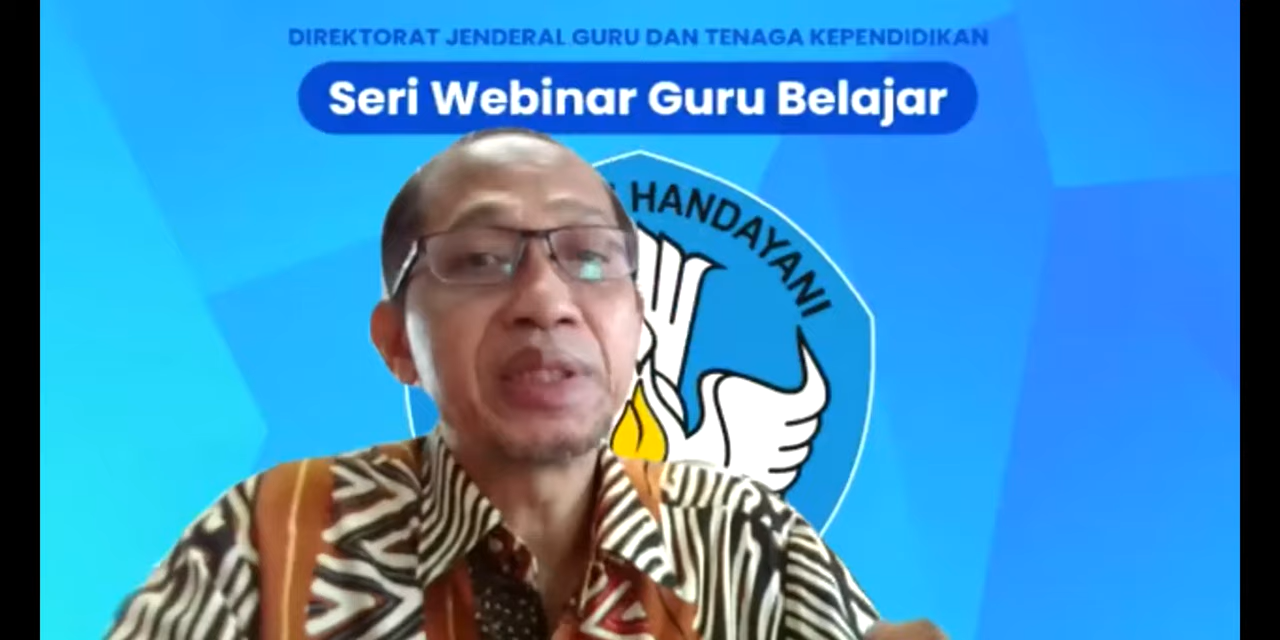 DIREKTORAT JENDERAL GURU DAN TENAGA KEPENDIDIKAN
Seri Webinar Guru Belajar
HANDAYANI